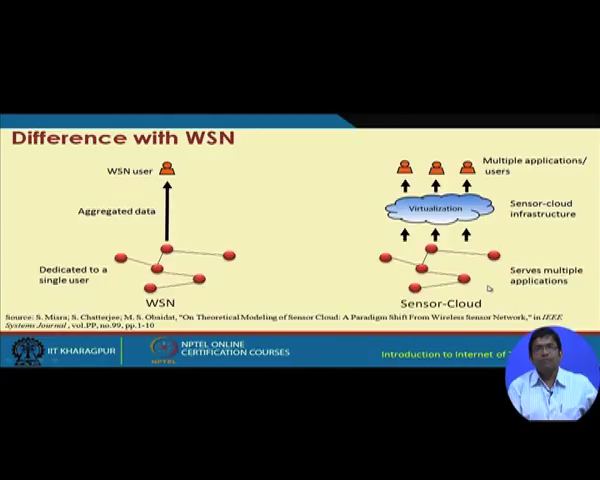 Difference with WSN
WSN user
Aggregated data
Dedicated to a
single user
WSN
Multiple applications/
users
Virtualization
Sensor-cloud
infrastructure
Serves multiple
applications
Sensor-Cloud
Source: S. Misra; S. Chatterjee; M. S. Obaidat, "On Theoretical Modeling of Sensor Cloud: A Paradigm Shift From Wireless Sensor Network," in IEEE
Systems Journal , vol.PP, no.99, pp.1-10
IIT KHARAGPUR
NPTEL ONLINE
CERTIFICATION COURSES
NPTEL
Introduction to Internet of